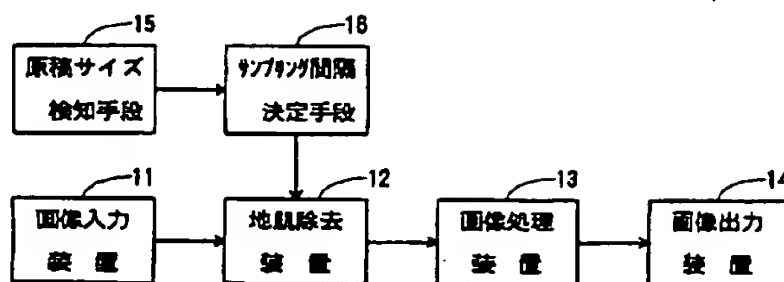 15
原稿サイズ
検知手段
16
サンプリング間隔
決定手段
11
画像入力
装置
12
地肌除去
装置
13
画像処理
装置
14
画像出力
装置